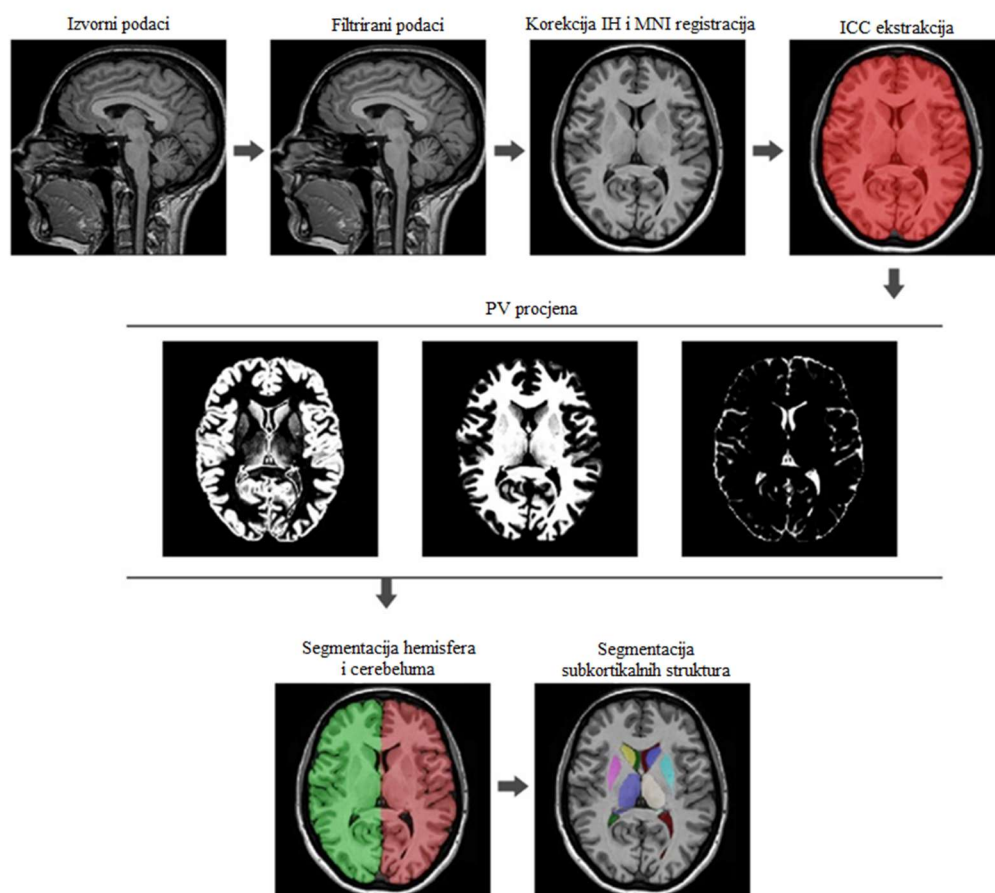 Izvorni podaci
Filtrirani podaci
Korekcija IH i MNI registracija
ICC ekstrakcija
PV procjena
Segmentacija hemisfera
i cerebeluma
Segmentacija
subkortikalnih struktura